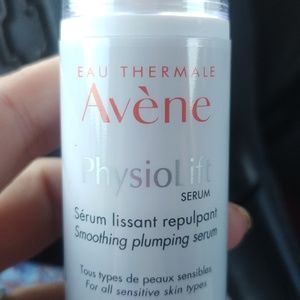 EAU THERMALE
Avène
PhysioLift
SERUM
Sérum lissant repulpant
Smoothing plumping serum
Tous types de peaux sensibles
For all sensitive skin types